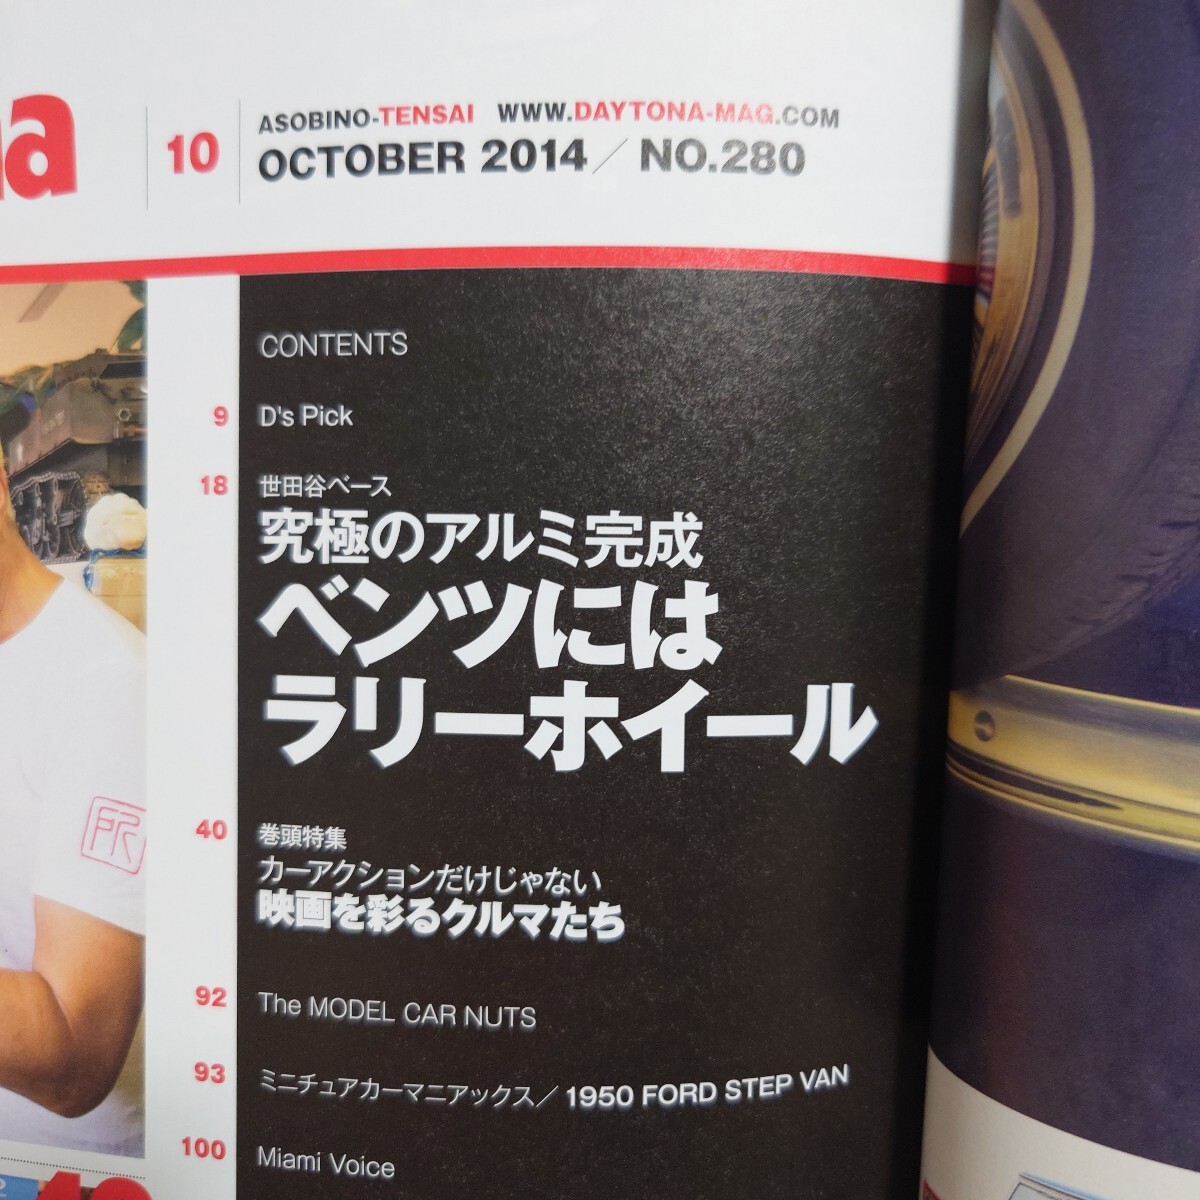 na
10
ASOBINO-TENSAI WWW.DAYTONA-MAG.COM
OCTOBER 2014／NO.280
CONTENTS
9 D's Pick
18 世田谷ベース
究極のアルミ完成
ベンツには
ラリーホイール
40 巻頭特集
カーアクションだけじゃない
映画を彩るクルマたち
92 The MODEL CAR NUTS
93 ミニチュアカーマニアックス／1950 FORD STEP VAN
100 Miami Voice
所